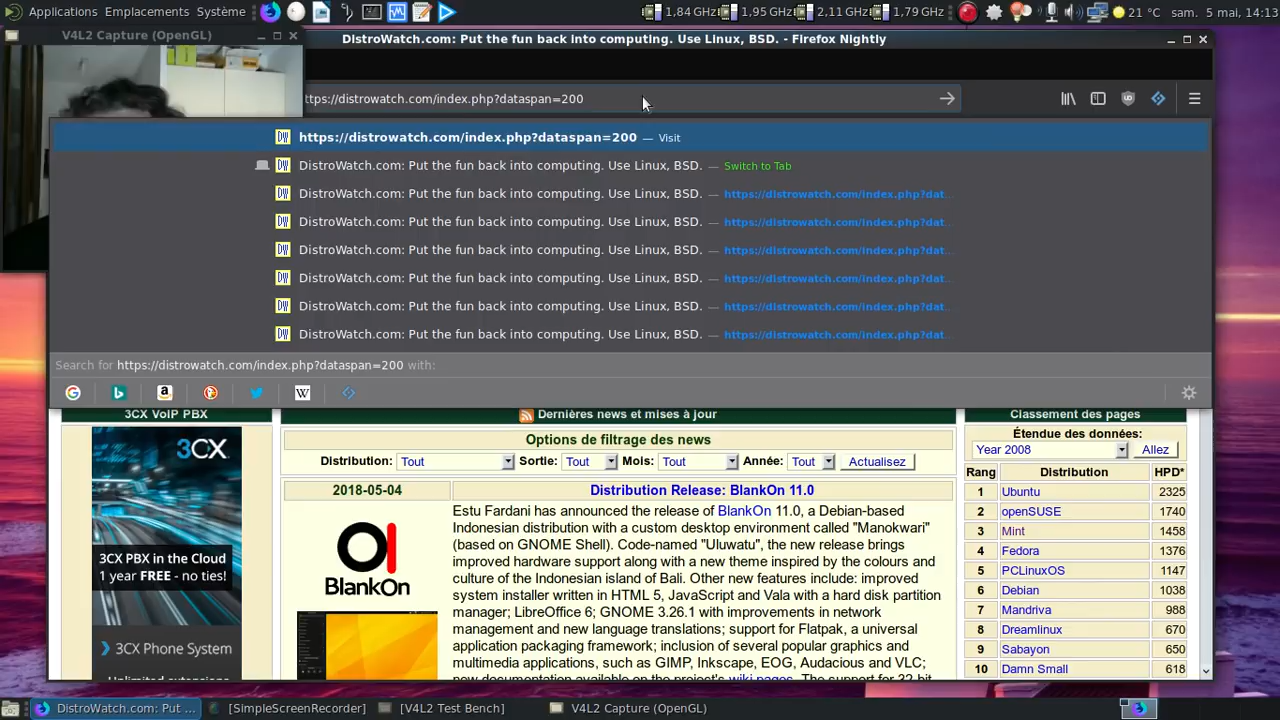 Applications Emplacements Système 1,84 GHz 1,95 GHz 2,11 GHz 1,79 GHz 21 °C sam. 5 mai, 14:13
V4L2 Capture (OpenGL)
DistroWatch.com: Put the fun back into computing. Use Linux, BSD. - Firefox Nightly
ttps://distrowatch.com/index.php?dataspan=200
https://distrowatch.com/index.php?dataspan=200 — Visit
DistroWatch.com: Put the fun back into computing. Use Linux, BSD. — Switch to Tab
DistroWatch.com: Put the fun back into computing. Use Linux, BSD. — https://distrowatch.com/index.php?dat...
DistroWatch.com: Put the fun back into computing. Use Linux, BSD. — https://distrowatch.com/index.php?dat...
DistroWatch.com: Put the fun back into computing. Use Linux, BSD. — https://distrowatch.com/index.php?dat...
DistroWatch.com: Put the fun back into computing. Use Linux, BSD. — https://distrowatch.com/index.php?dat...
DistroWatch.com: Put the fun back into computing. Use Linux, BSD. — https://distrowatch.com/index.php?dat...
DistroWatch.com: Put the fun back into computing. Use Linux, BSD. — https://distrowatch.com/index.php?dat...
Search for https://distrowatch.com/index.php?dataspan=200 with:
3CX VoIP PBX
3CX
3CX PBX in the Cloud
1 year FREE - no ties!
3CX Phone System
Unlimited extensions
Dernières news et mises à jour
Options de filtrage des news
Distribution: Tout Sortie: Tout Mois: Tout Année: Tout Actualisez
2018-05-04
BlankOn
Distribution Release: BlankOn 11.0
Estu Fardani has announced the release of BlankOn 11.0, a Debian-based
Indonesian distribution with a custom desktop environment called "Manokwari"
(based on GNOME Shell). Code-named "Uluwatu", the new release brings
improved hardware support along with a new theme inspired by the colours and
culture of the Indonesian island of Bali. Other new features include: improved
system installer written in HTML 5, JavaScript and Vala with a hard disk partition
manager; LibreOffice 6; GNOME 3.26.1 with improvements in network
management and new language translations; support for Flatpak, a universal
application packaging framework; inclusion of several popular graphics and
multimedia applications, such as GIMP, Inkscape, EOG, Audacious and VLC;
new documentation available on the project's wiki pages. The support for 32-bit
Classement des pages
Étendue des données:
Year 2008 Allez
Rang Distribution HPD*
1 Ubuntu 2325
2 openSUSE 1740
3 Mint 1458
4 Fedora 1376
5 PCLinuxOS 1147
6 Debian 1038
7 Mandriva 988
8 Dreamlinux 670
9 Sabayon 650
10 Damn Small 618
DistroWatch.com: Put ... [SimpleScreenRecorder] [V4L2 Test Bench] V4L2 Capture (OpenGL)